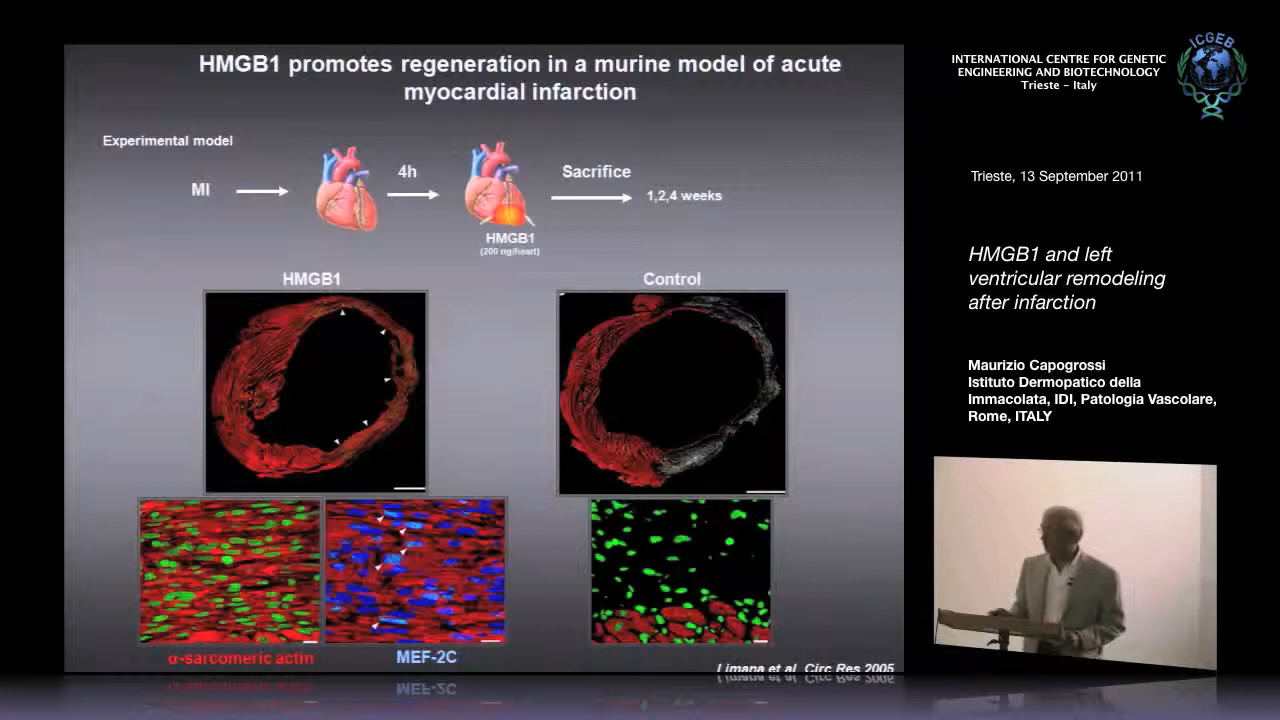 HMGB1 promotes regeneration in a murine model of acute
myocardial infarction
Experimental model
MI
4h
Sacrifice
1,2,4 weeks
HMGB1
(200 ng/heart)
HMGB1
Control
α-sarcomeric actin
MEF-2C
Limana et al. Circ Res 2005
INTERNATIONAL CENTRE FOR GENETIC
ENGINEERING AND BIOTECHNOLOGY
Trieste - Italy
ICGEB
Trieste, 13 September 2011
HMGB1 and left
ventricular remodeling
after infarction
Maurizio Capogrossi
Istituto Dermopatico della
Immacolata, IDI, Patologia Vascolare,
Rome, ITALY